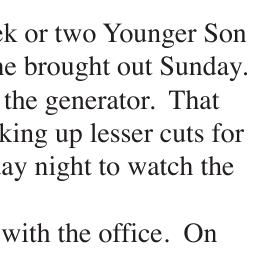 ek or two Younger Son
ne brought out Sunday.
the generator.  That
king up lesser cuts for
ay night to watch the
with the office.  On